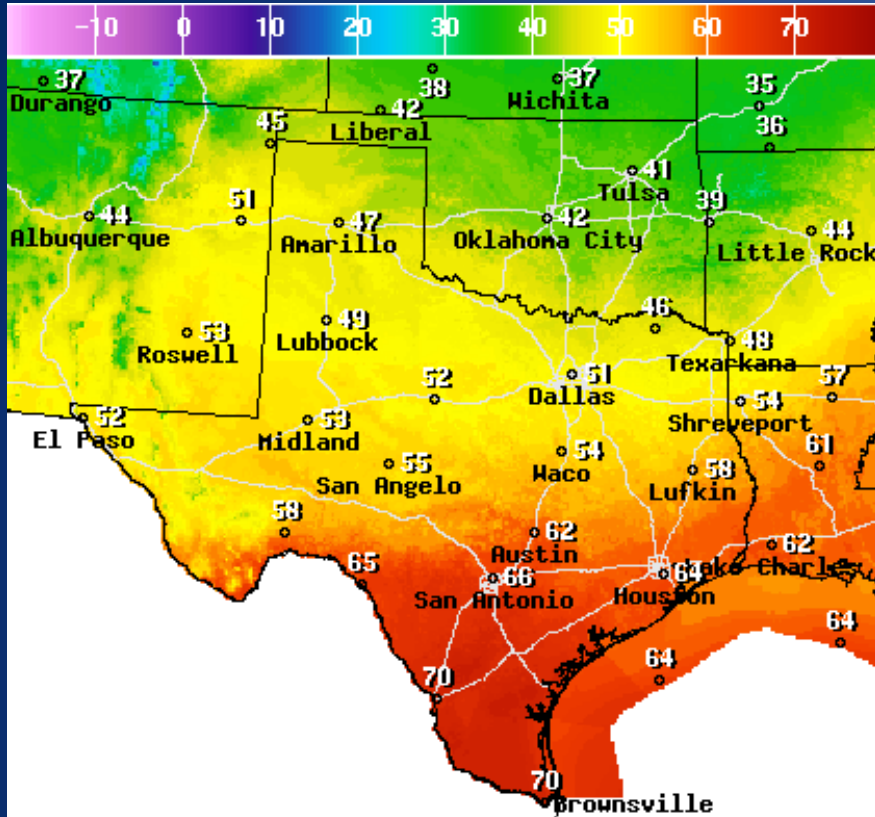 -10 0 10 20 30 40 50 60 70
37 38 37 35
Durango Wichita
42
Liberal
45 36
41
Tulsa
44 51 47 42 39 44
Albuquerque Amarillo Oklahoma City Little Rock
53 49 46 48
Roswell Lubbock Texarkana
52 51 57
Dallas
52 53 54
El Paso Midland Shreveport
55 54 58 61
San Angelo Waco Lufkin
58 62 62
Austin Lake Charles
65 66 64
San Antonio Houston
64
64
70
70
Brownsville